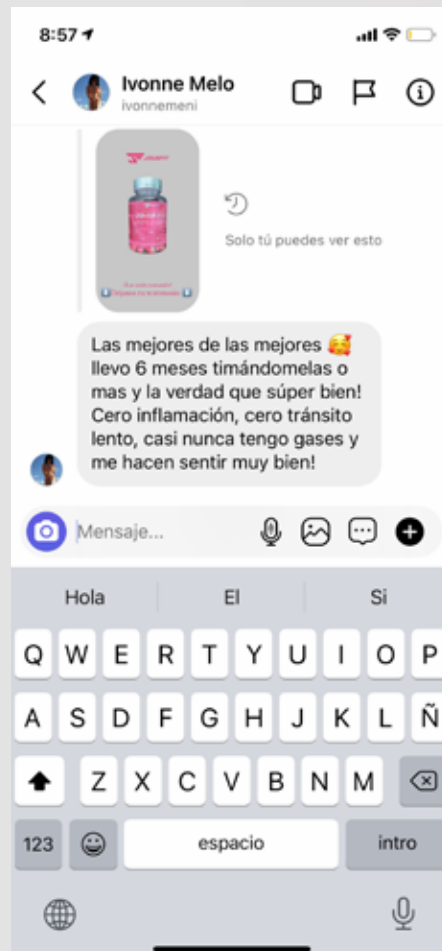 8:57
Ivonne Melo
ivonnemeni
Solo tú puedes ver esto
Las mejores de las mejores 🥰
llevo 6 meses timándomelas o
mas y la verdad que súper bien!
Cero inflamación, cero tránsito
lento, casi nunca tengo gases y
me hacen sentir muy bien!
Mensaje...
Hola El Si
Q W E R T Y U I O P
A S D F G H J K L Ñ
Z X C V B N M
123 espacio intro